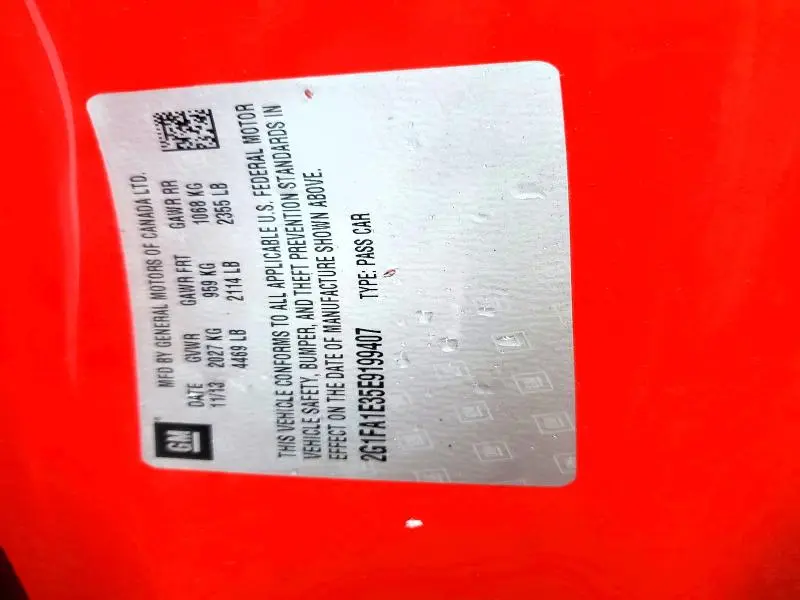 GM
MFD BY GENERAL MOTORS OF CANADA LTD.
DATE GVWR GAWR FRT GAWR RR
11/13 2027 KG 959 KG 1068 KG
4469 LB 2114 LB 2355 LB
THIS VEHICLE CONFORMS TO ALL APPLICABLE U.S. FEDERAL MOTOR
VEHICLE SAFETY, BUMPER, AND THEFT PREVENTION STANDARDS IN
EFFECT ON THE DATE OF MANUFACTURE SHOWN ABOVE.
2G1FA1E35E9199407 TYPE: PASS CAR